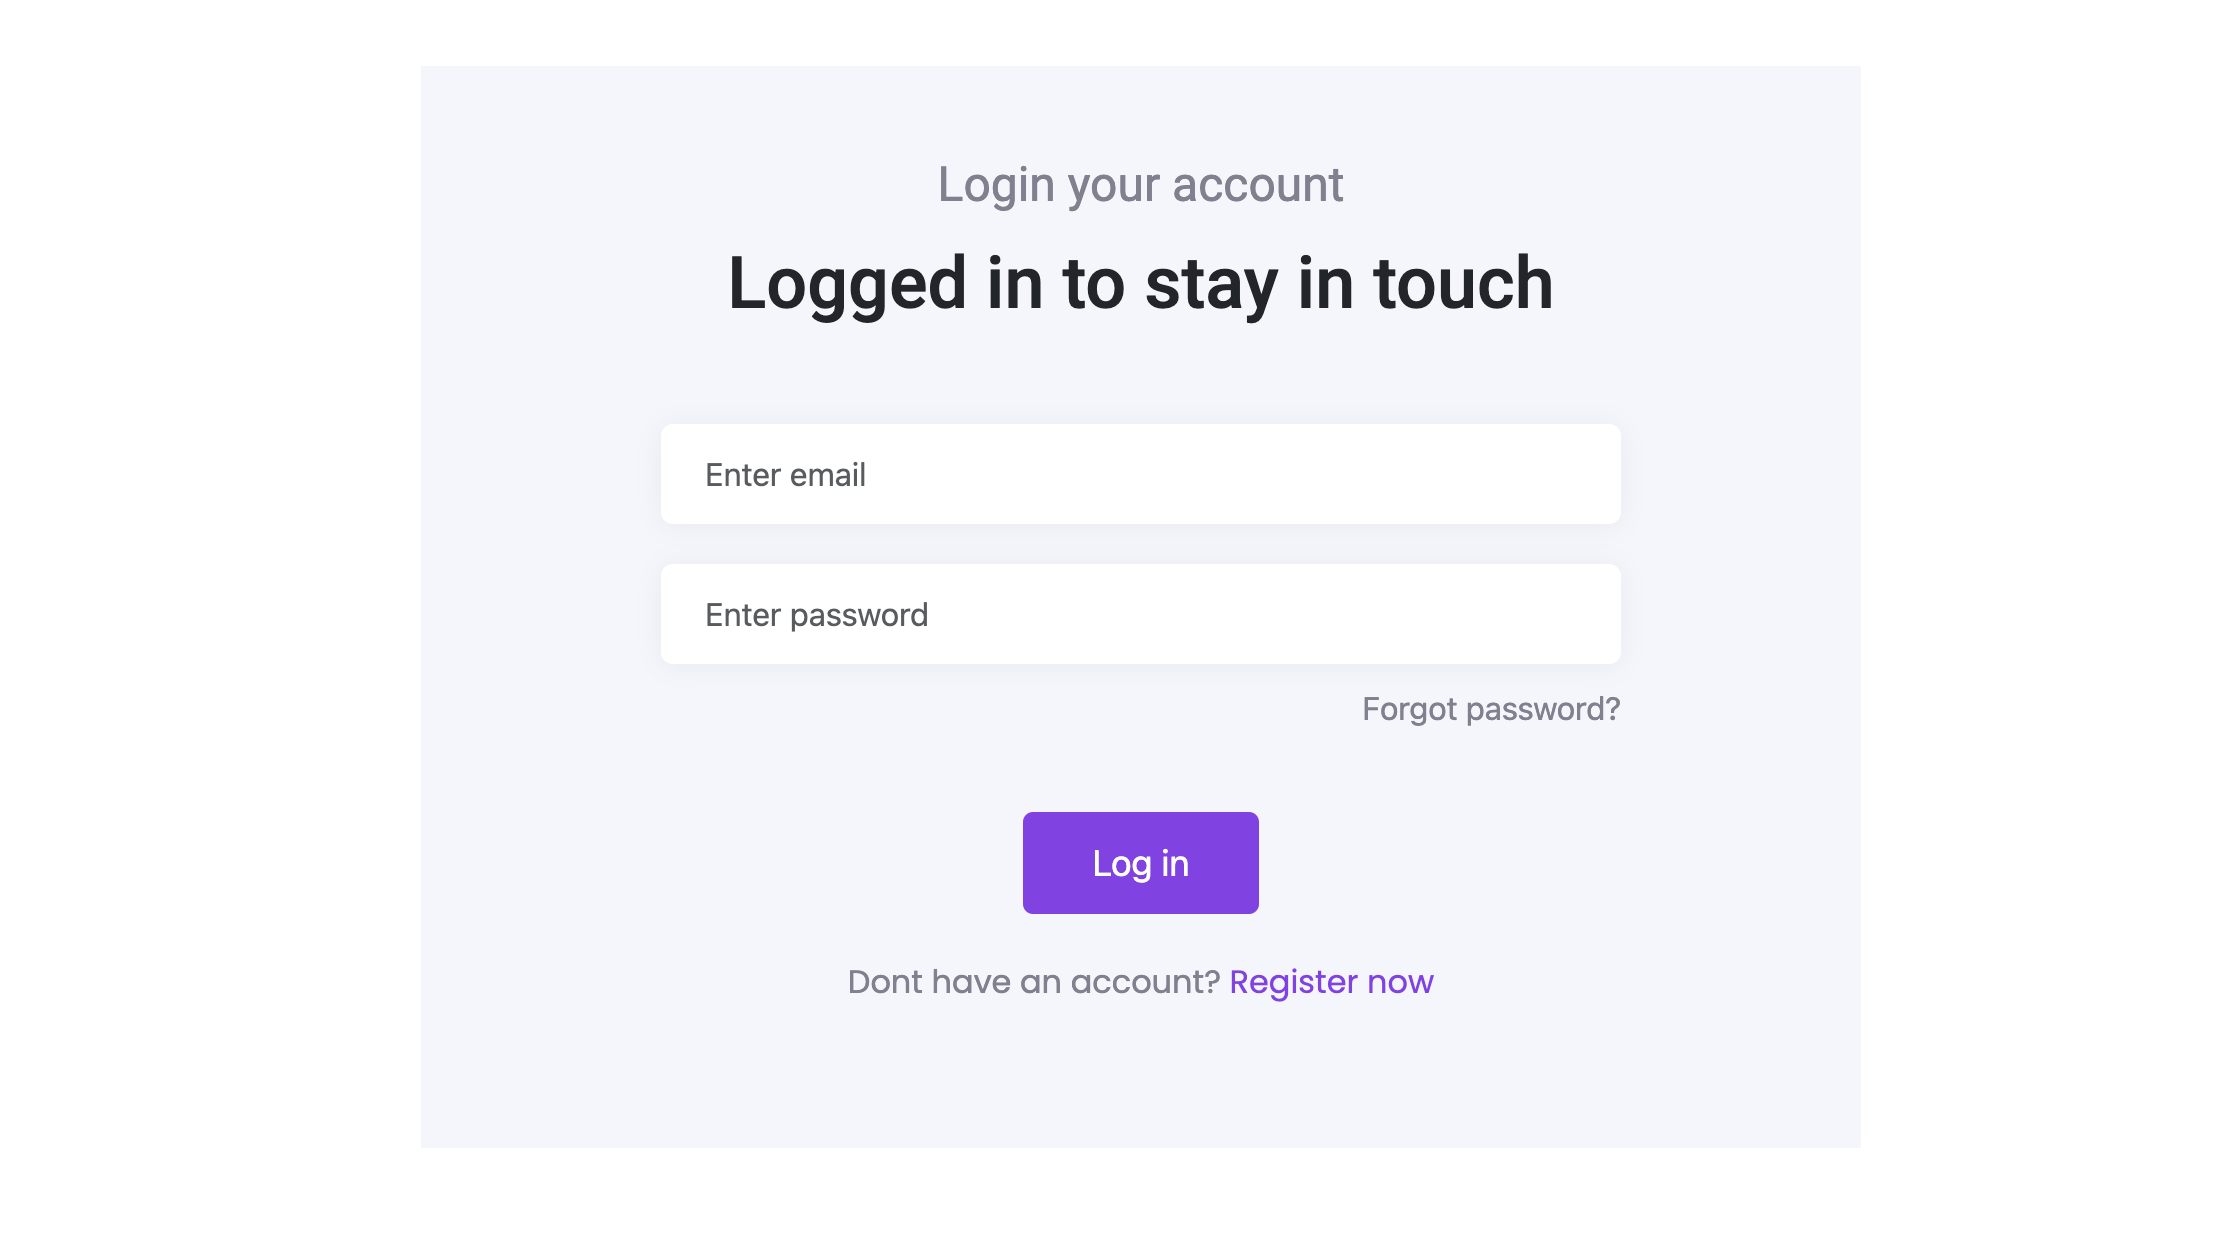 Login your account
Logged in to stay in touch
Enter email
Enter password
Forgot password?
Log in
Dont have an account? Register now